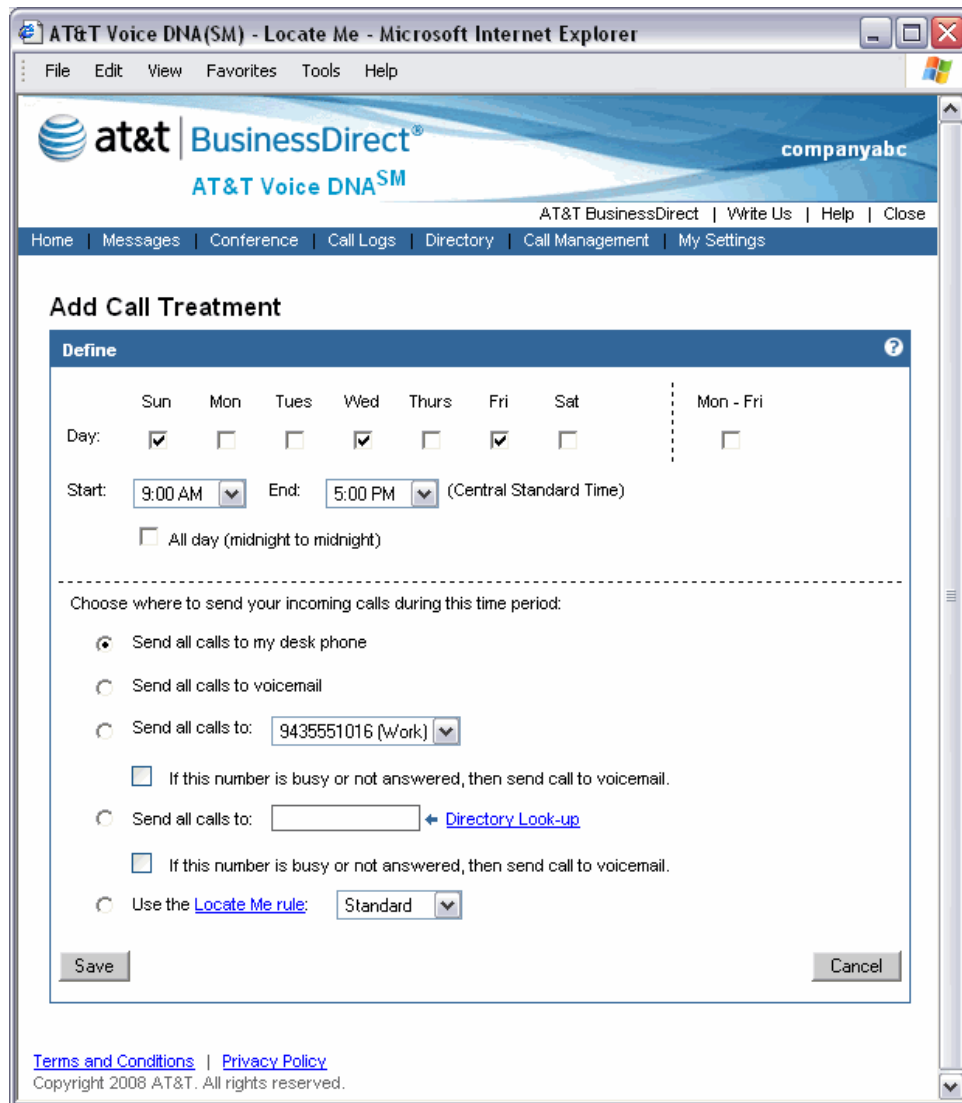 AT&T Voice DNA(SM) - Locate Me - Microsoft Internet Explorer
File Edit View Favorites Tools Help
at&t | BusinessDirect®
companyabc
AT&T Voice DNA℠
AT&T BusinessDirect | Write Us | Help | Close
Home | Messages | Conference | Call Logs | Directory | Call Management | My Settings
Add Call Treatment
Define ?
Sun Mon Tues Wed Thurs Fri Sat Mon - Fri
Day:
Start: 9:00 AM End: 5:00 PM (Central Standard Time)
All day (midnight to midnight)
Choose where to send your incoming calls during this time period:
Send all calls to my desk phone
Send all calls to voicemail
Send all calls to: 9435551016 (Work)
If this number is busy or not answered, then send call to voicemail.
Send all calls to: Directory Look-up
If this number is busy or not answered, then send call to voicemail.
Use the Locate Me rule: Standard
Save Cancel
Terms and Conditions | Privacy Policy
Copyright 2008 AT&T. All rights reserved.